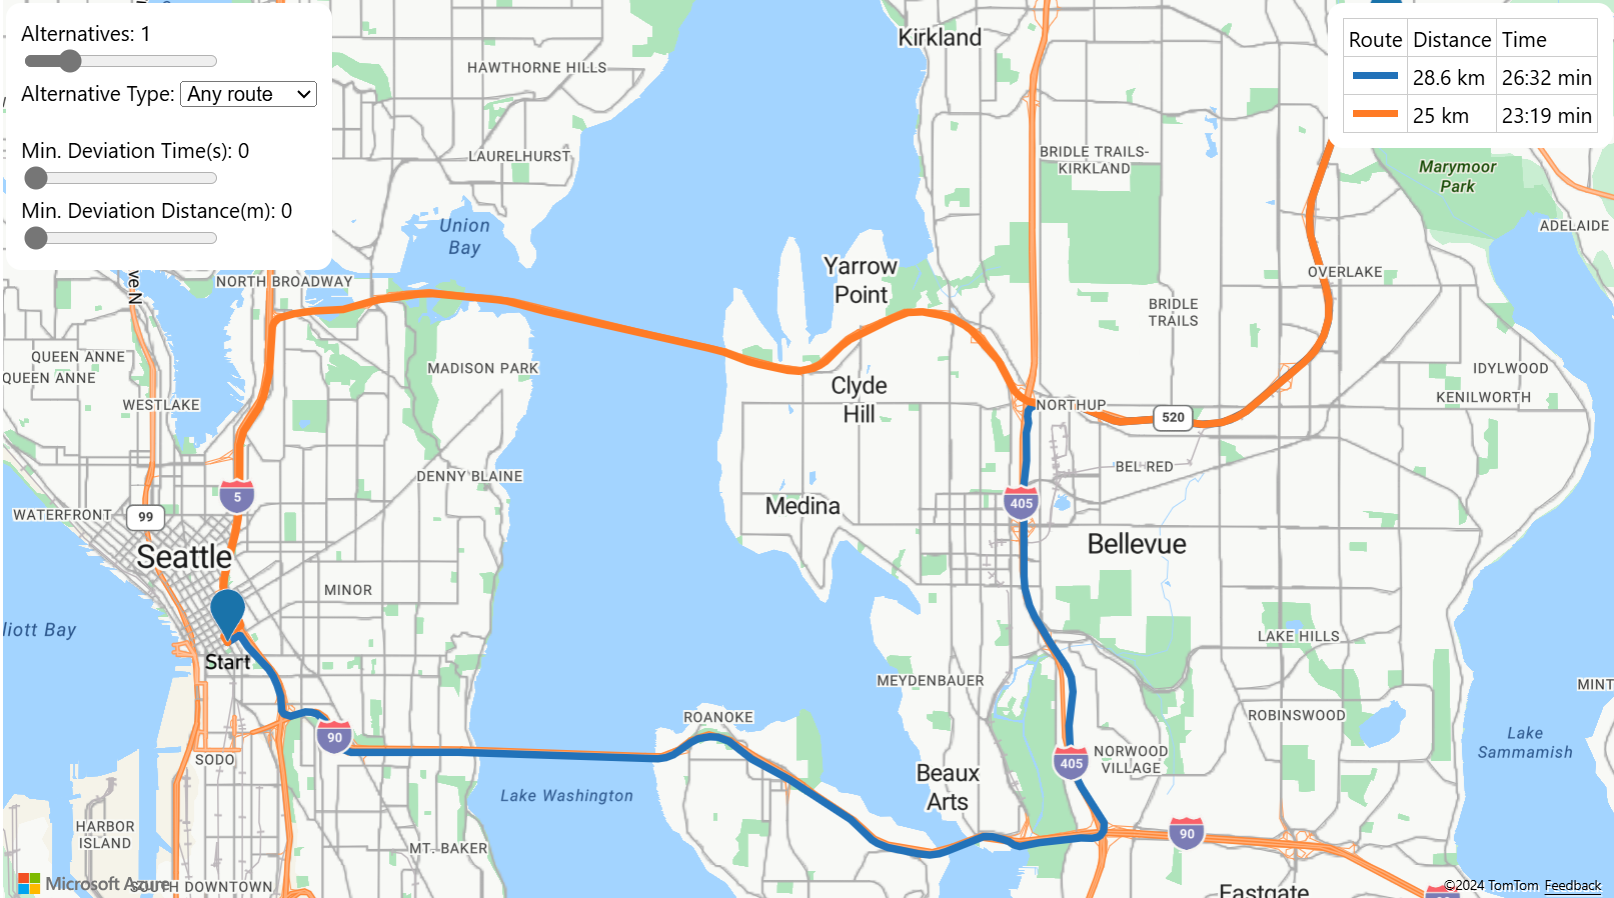 Alternatives: 1
Alternative Type: Any route
Min. Deviation Time(s): 0
Min. Deviation Distance(m): 0
Route Distance Time
28.6 km 26:32 min
25 km 23:19 min
Kirkland
HAWTHORNE HILLS
LAURELHURST
BRIDLE TRAILS-
KIRKLAND
Marymoor
Park
ADELAIDE
Union
Bay
Yarrow
Point
OVERLAKE
NORTH BROADWAY
ve N
BRIDLE
TRAILS
QUEEN ANNE
QUEEN ANNE
MADISON PARK
IDYLWOOD
Clyde
Hill
KENILWORTH
WESTLAKE
NORTHUP
520
BEL RED
DENNY BLAINE
5
405
Medina
WATERFRONT
99
Seattle
Bellevue
MINOR
liott Bay
LAKE HILLS
Start
MEYDENBAUER
MINT
ROANOKE
ROBINSWOOD
90
Lake
Sammamish
SODO
405
NORWOOD
VILLAGE
Beaux
Arts
Lake Washington
HARBOR
ISLAND
90
MT. BAKER
Microsoft Azure
SOUTH DOWNTOWN
Eastgate
©2024 TomTom Feedback